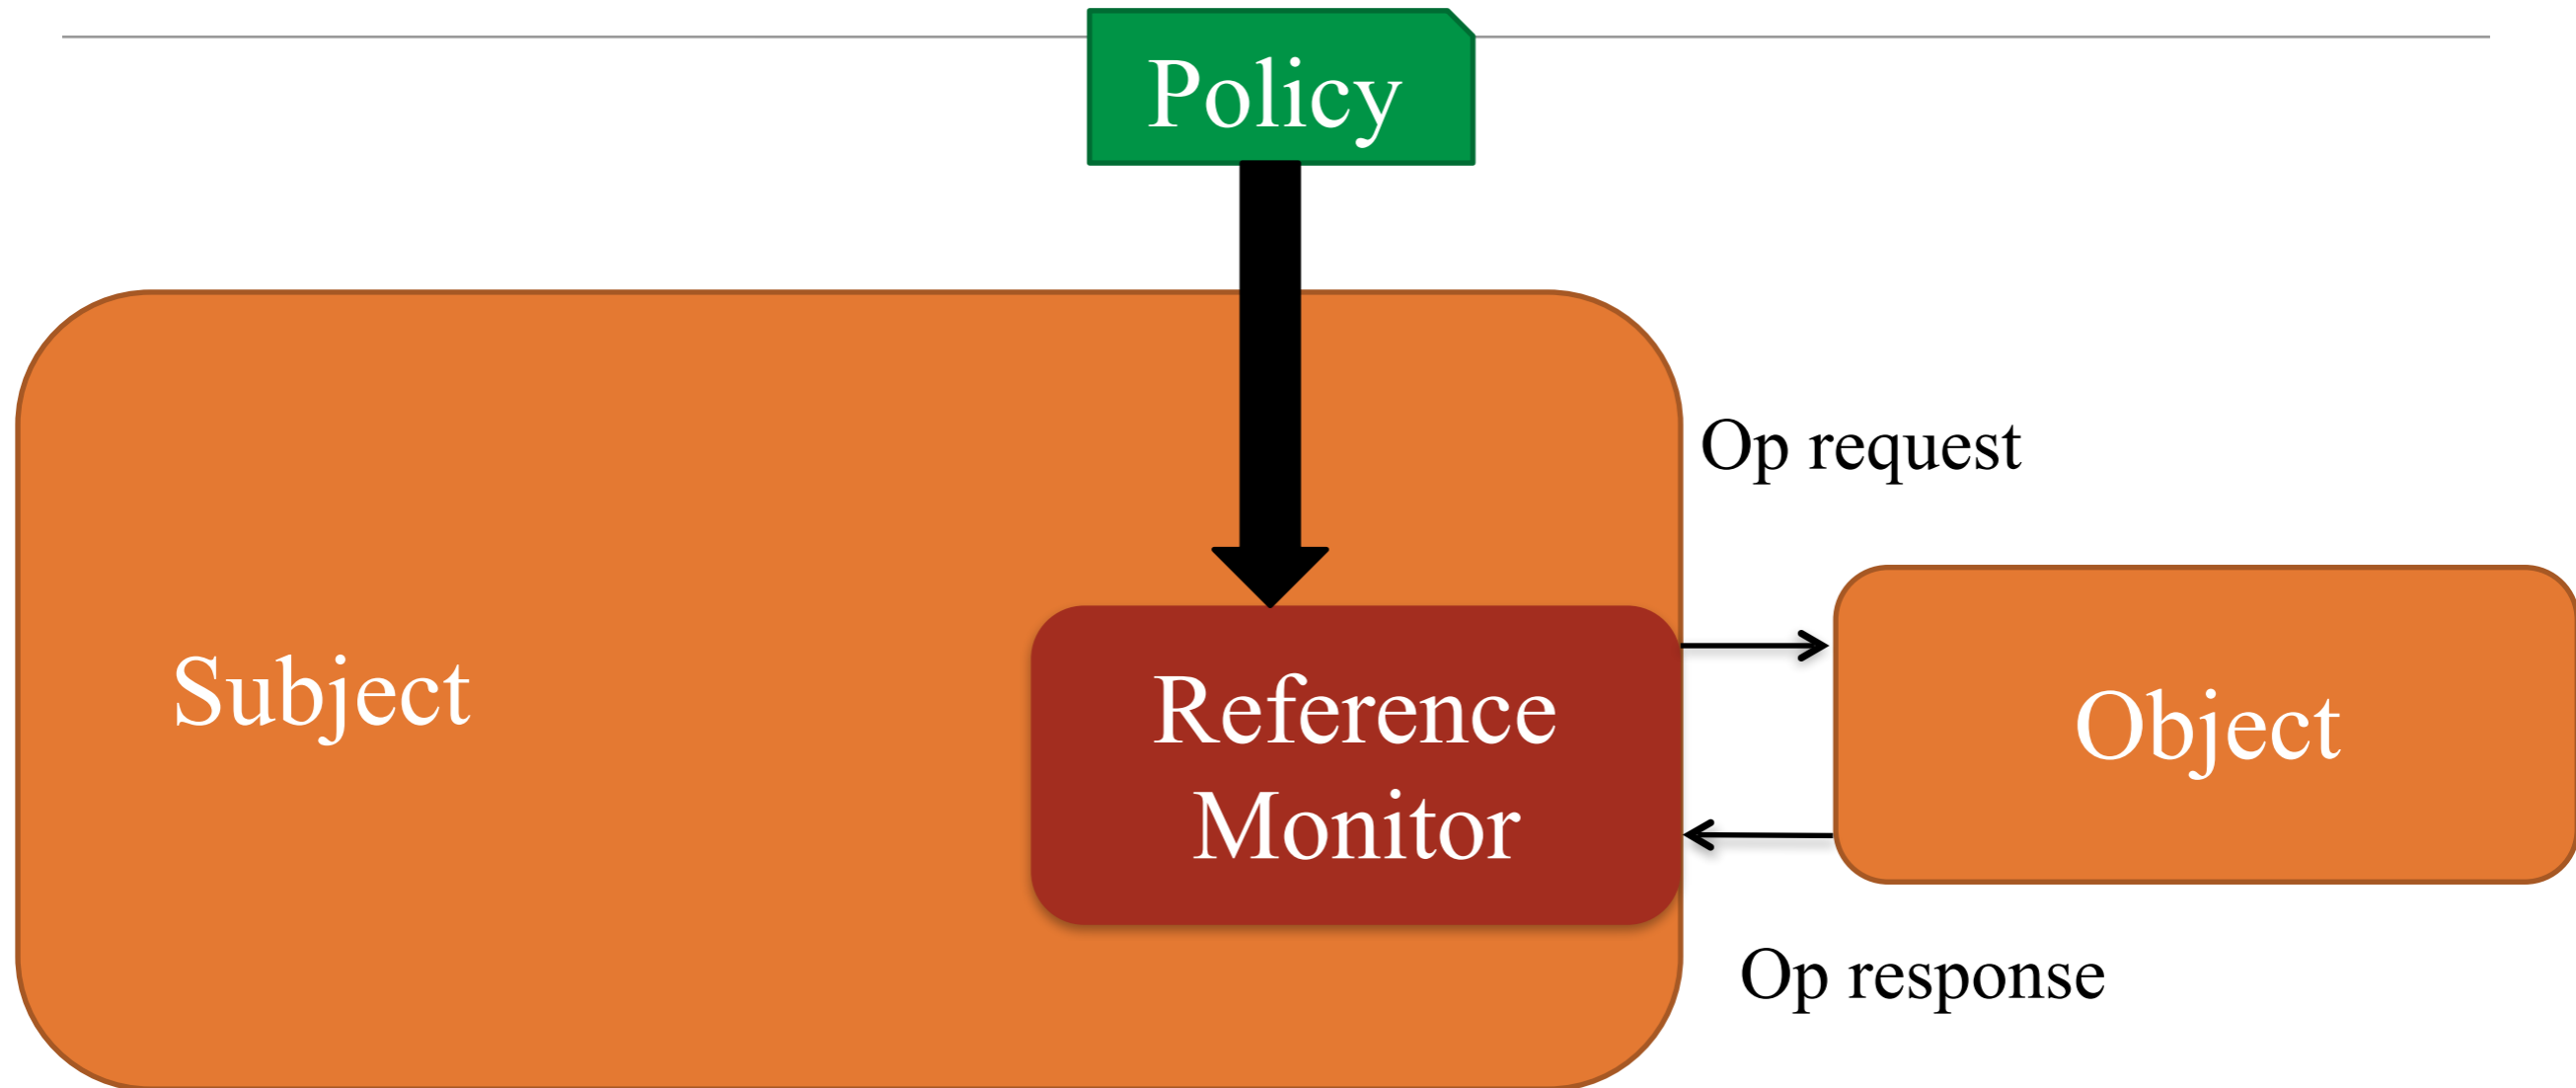 Policy
Op request
Subject
Reference
Monitor
Object
Op response